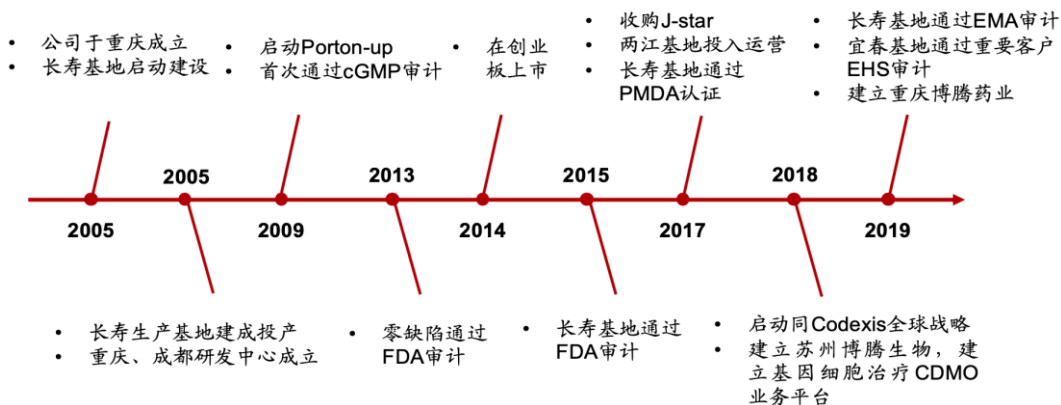 • 公司于重庆成立
• 长寿基地启动建设
• 启动Porton-up
首次通过cGMP审计
• 在创业
板上市
• 收购J-star
• 两江基地投入运营
• 长寿基地通过
PMDA认证
• 长寿基地通过EMA审计
• 宜春基地通过重要客户
EHS审计
• 建立重庆博腾药业
2005
2013
2015
2018
2005
2009
2014
2017
2019
• 长寿生产基地建成投产
• 重庆、成都研发中心成立
• 零缺陷通过
FDA审计
• 长寿基地通过
FDA审计
• 启动同Codexis全球战略
• 建立苏州博腾生物，建
立基因细胞治疗CDMO
业务平台